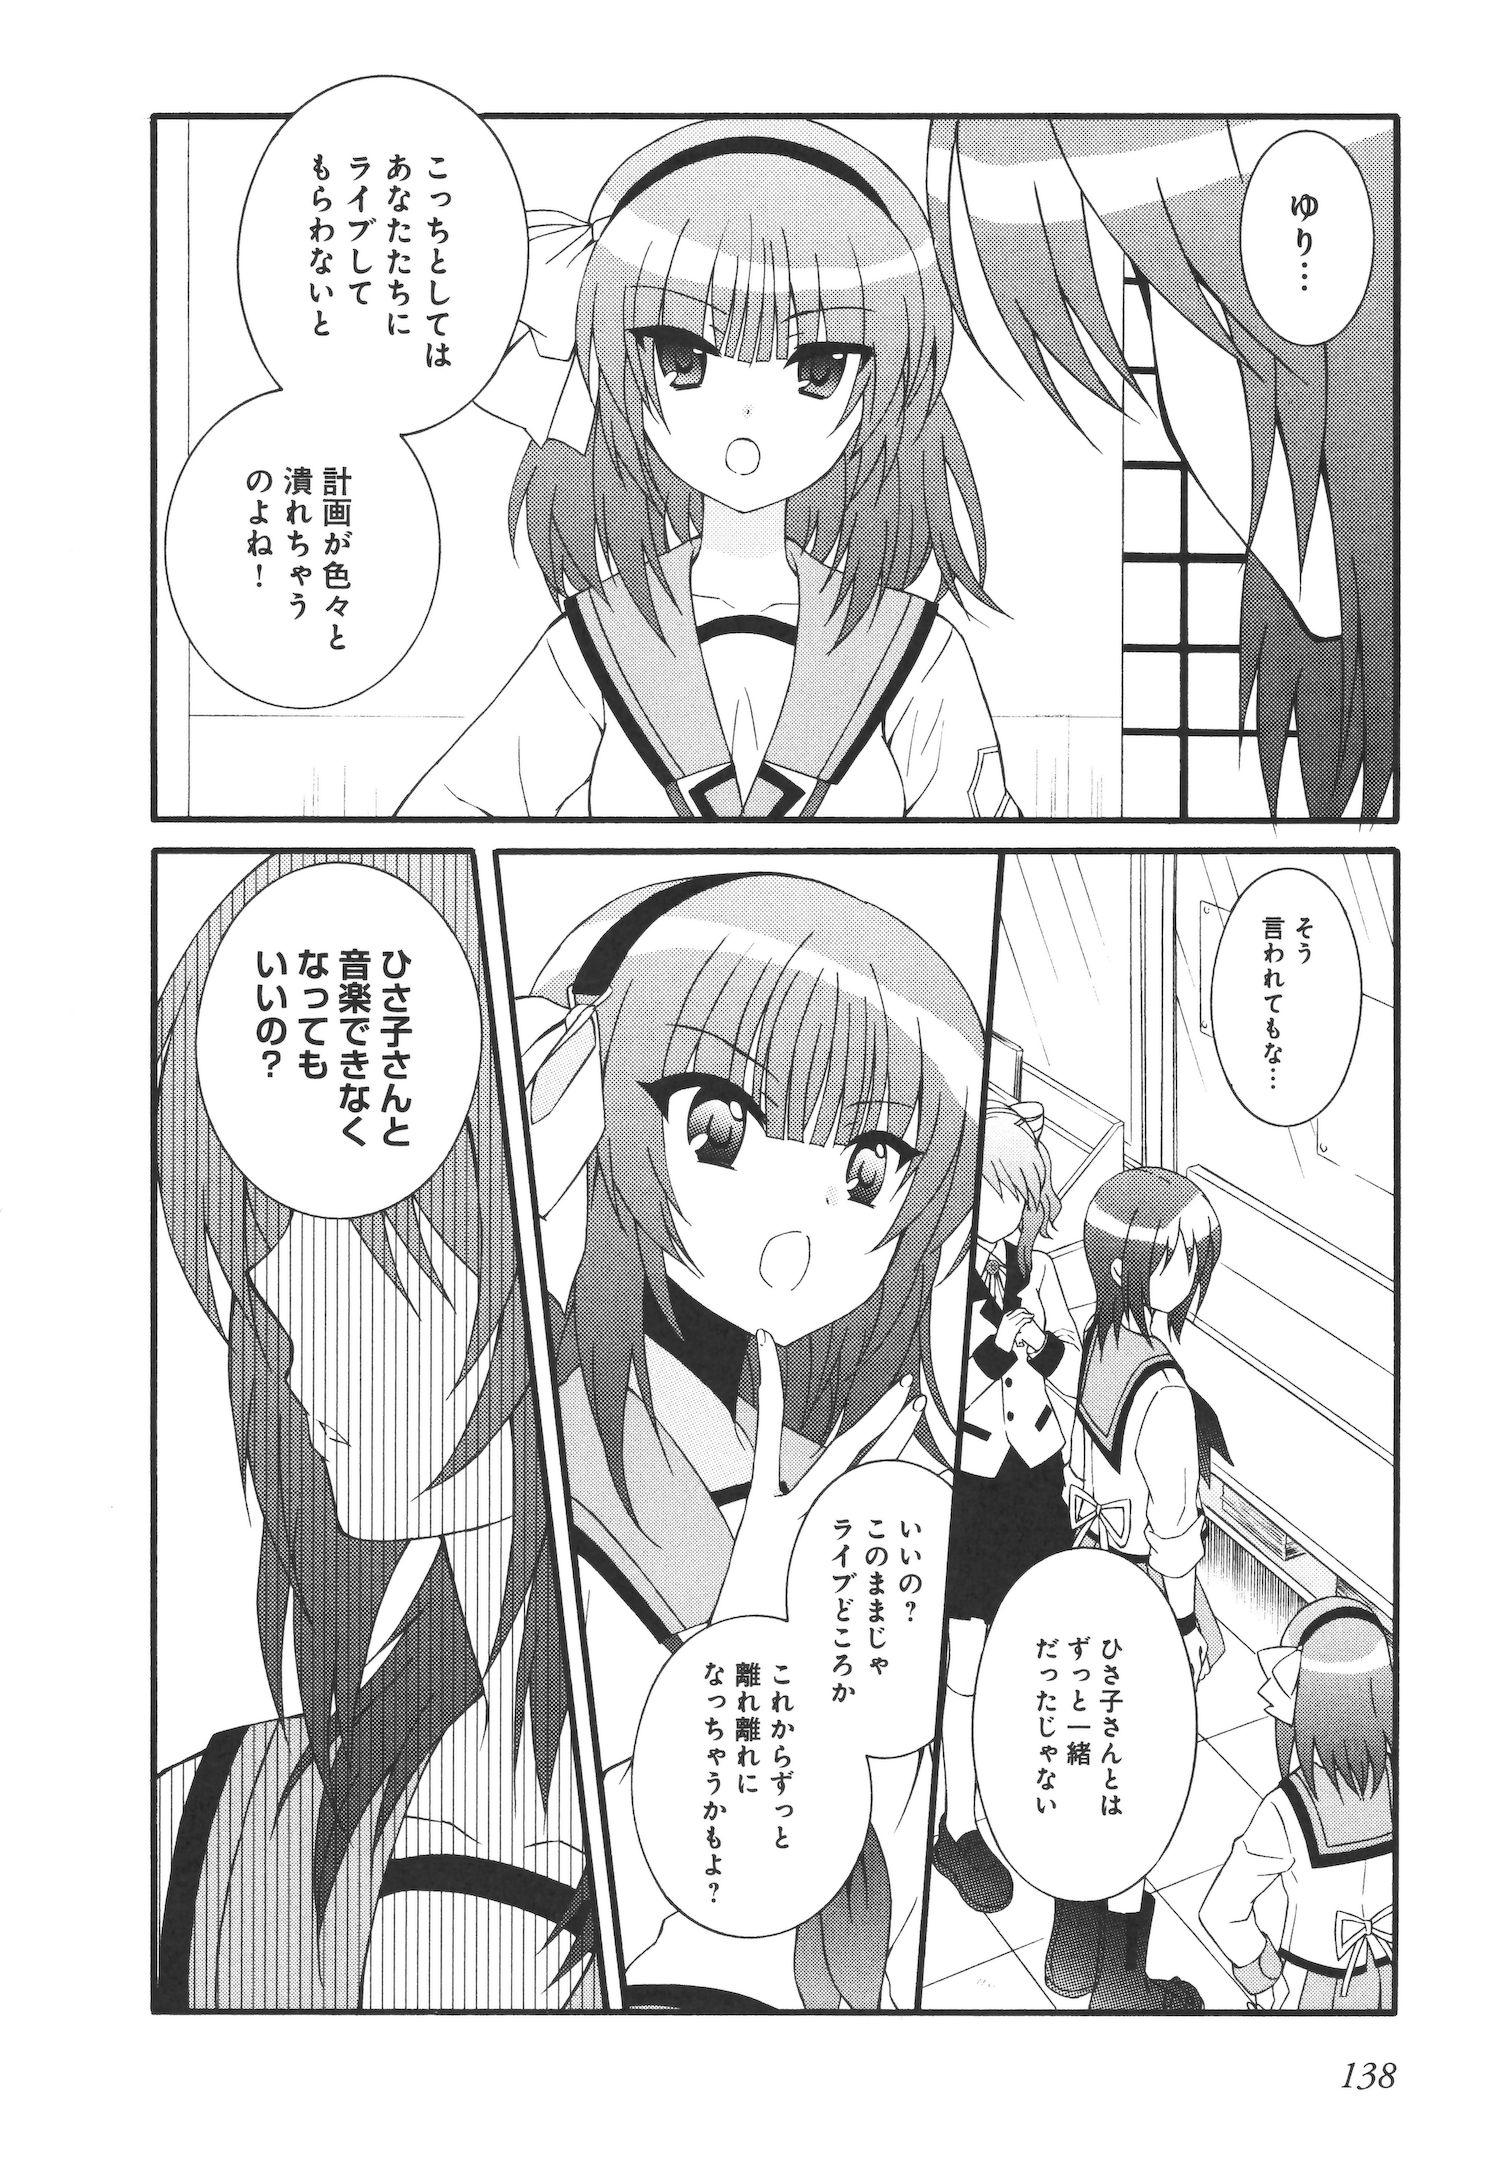 ゆり…
こっちとしては
あなたたちに
ライブして
もらわないと
計画が色々と
潰れちゃう
のよね！
そう
言われてもな…
ひさ子さんとは
ずっと一緒
だったじゃない
いいの？
このままじゃ
ライブどころか
これからずっと
離れ離れに
なっちゃうかもよ？
ひさ子さんと
音楽できなく
なっても
いいの？
138